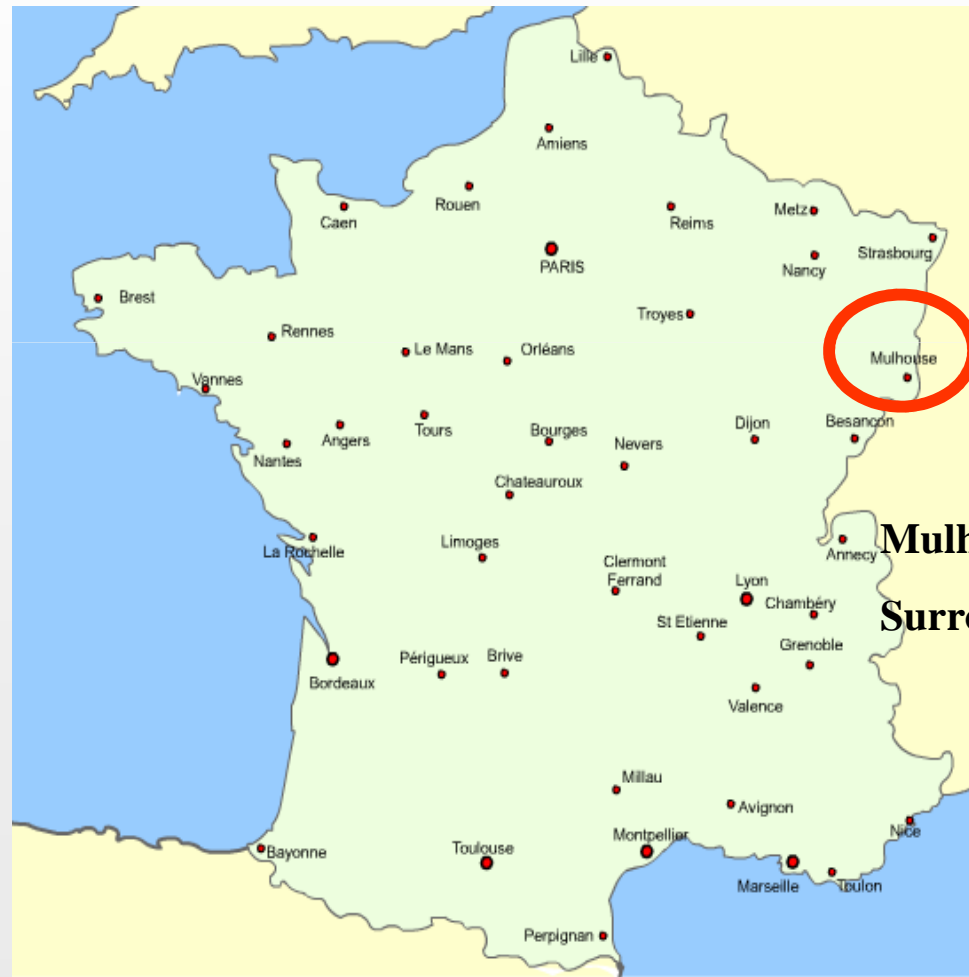 Lille
Amiens
Rouen
Caen
Reims
Metz
Strasbourg
PARIS
Nancy
Brest
Troyes
Rennes
Le Mans
Orléans
Mulhouse
Vannes
Angers
Tours
Bourges
Nevers
Dijon
Besancon
Nantes
Chateauroux
La Rochelle
Limoges
Annecy
Clermont
Ferrand
Lyon
Chambéry
St Etienne
Grenoble
Bordeaux
Périgueux
Brive
Valence
Millau
Avignon
Nice
Bayonne
Toulouse
Montpellier
Marseille
Toulon
Perpignan